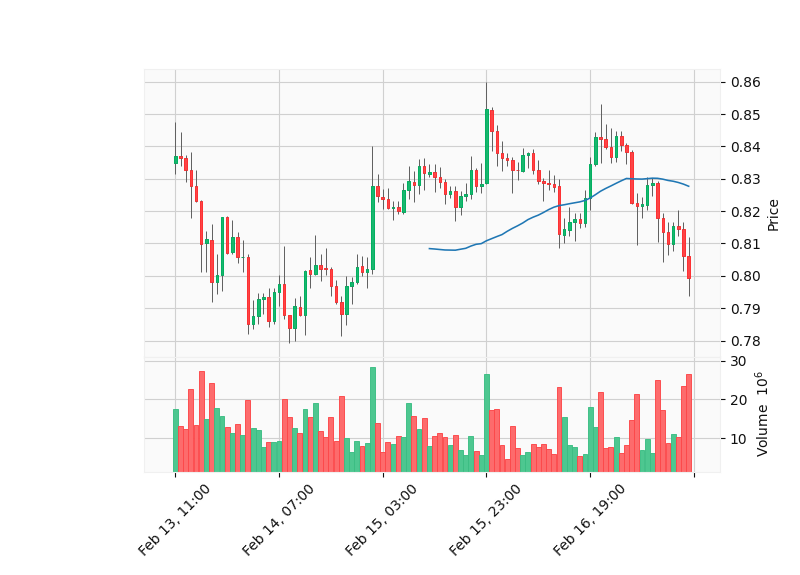 0.86
0.85
0.84
0.83
0.82
0.81
0.80
0.79
0.78
Price
30
20
10
Volume 10^6
Feb 13, 11:00
Feb 14, 07:00
Feb 15, 03:00
Feb 15, 23:00
Feb 16, 19:00